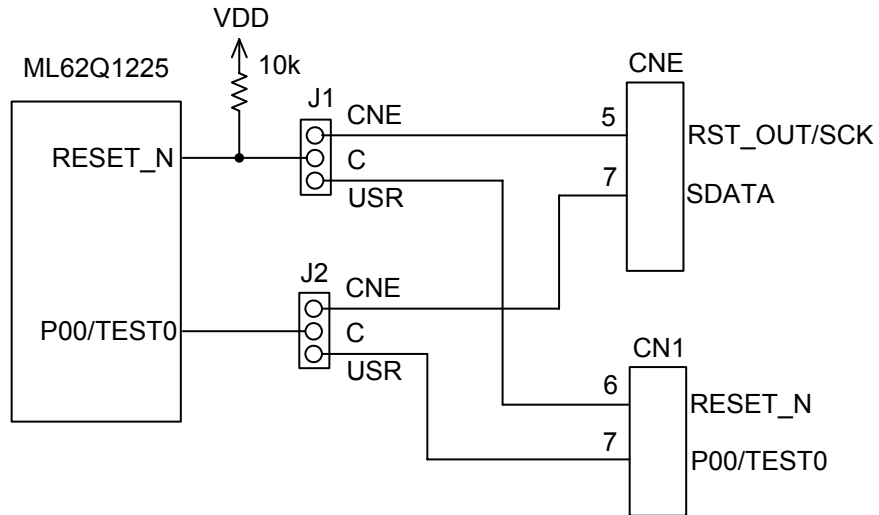 VDD
ML62Q1225
10k
CNE
J1
CNE
5
RST_OUT/SCK
RESET_N
C
7
SDATA
USR
J2
CNE
P00/TEST0
C
CN1
USR
6
RESET_N
7
P00/TEST0